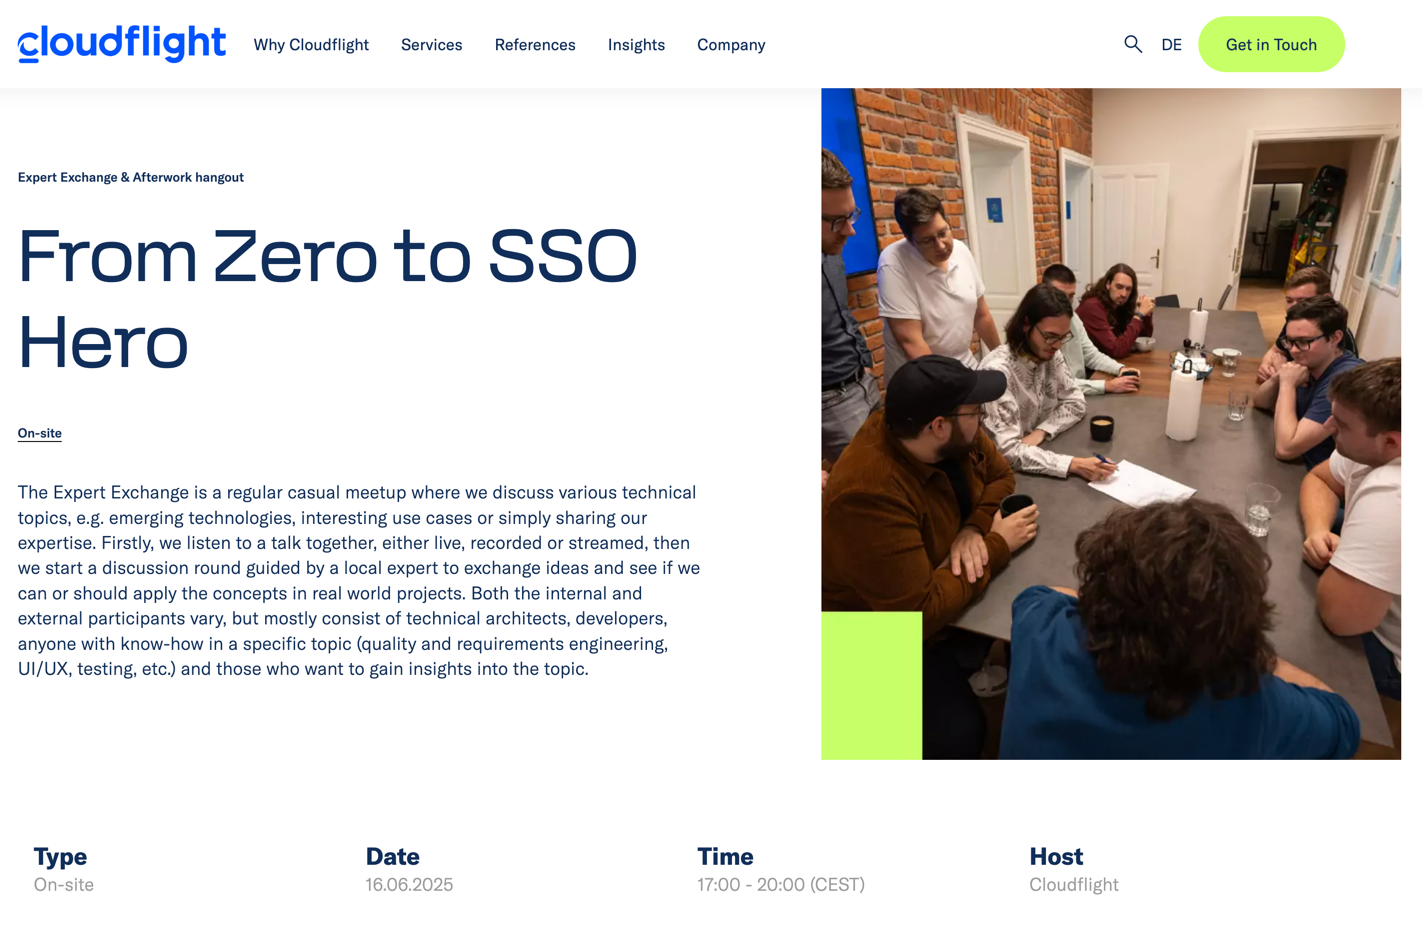 cloudflight
Why Cloudflight
Services
References
Insights
Company
DE
Get in Touch
Expert Exchange & Afterwork hangout
From Zero to SSO
Hero
On-site
The Expert Exchange is a regular casual meetup where we discuss various technical
topics, e.g. emerging technologies, interesting use cases or simply sharing our
expertise. Firstly, we listen to a talk together, either live, recorded or streamed, then
we start a discussion round guided by a local expert to exchange ideas and see if we
can or should apply the concepts in real world projects. Both the internal and
external participants vary, but mostly consist of technical architects, developers,
anyone with know-how in a specific topic (quality and requirements engineering,
UI/UX, testing, etc.) and those who want to gain insights into the topic.
Type
On-site
Date
16.06.2025
Time
17:00 - 20:00 (CEST)
Host
Cloudflight